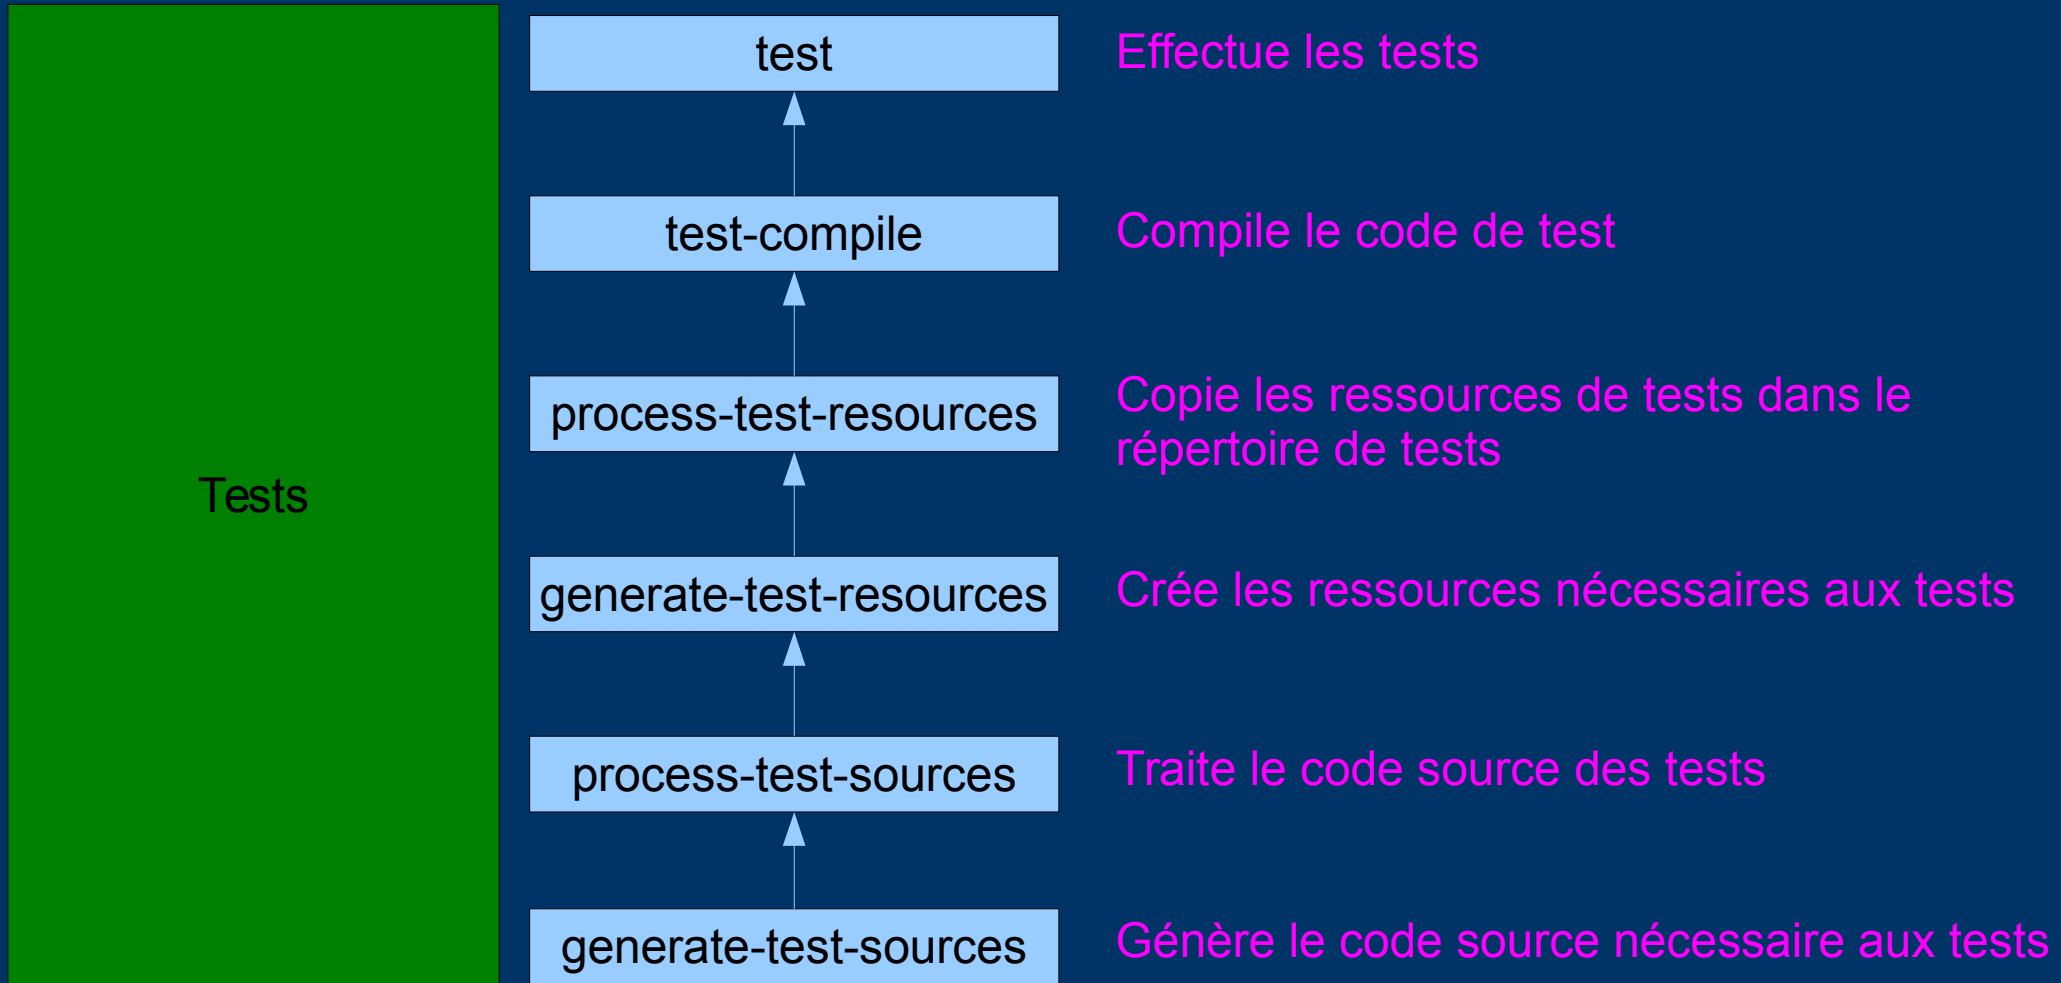 test
Effectue les tests
test-compile
Compile le code de test
process-test-resources
Copie les ressources de tests dans le
répertoire de tests
Tests
generate-test-resources
Crée les ressources nécessaires aux tests
process-test-sources
Traite le code source des tests
generate-test-sources
Génère le code source nécessaire aux tests